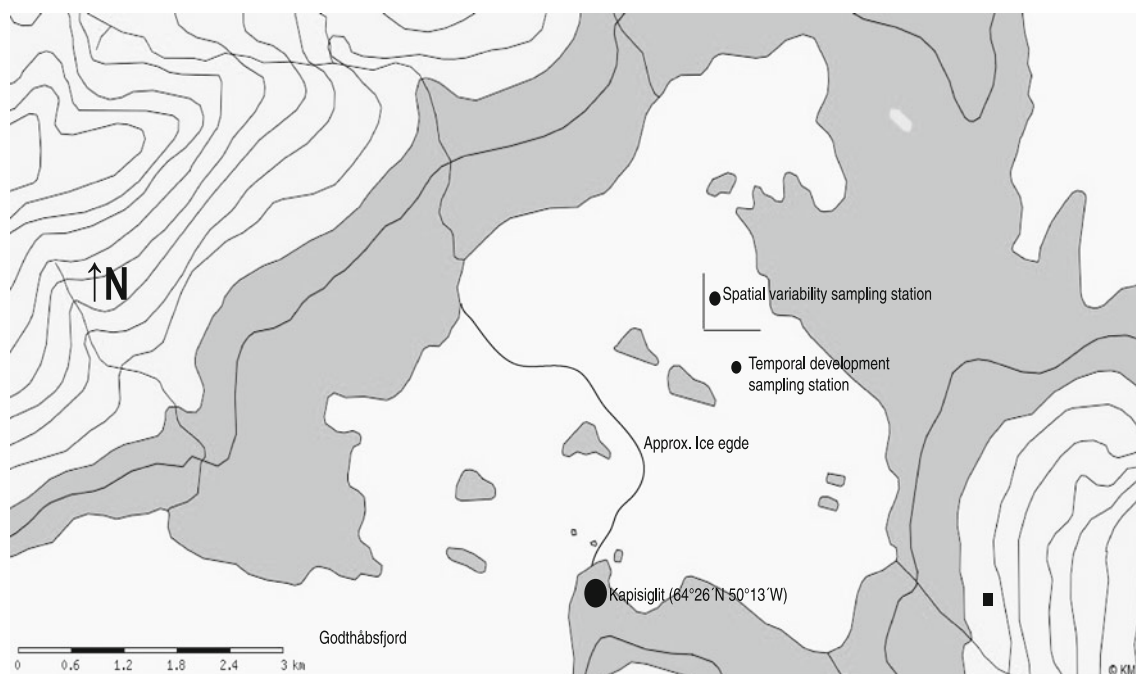 ↑N
Spatial variability sampling station
Temporal development
sampling station
Approx. Ice egde
Kapisiglit (64°26´N 50°13´W)
Godthåbsfjord
0 0.6 1.2 1.8 2.4 3 km
© KM